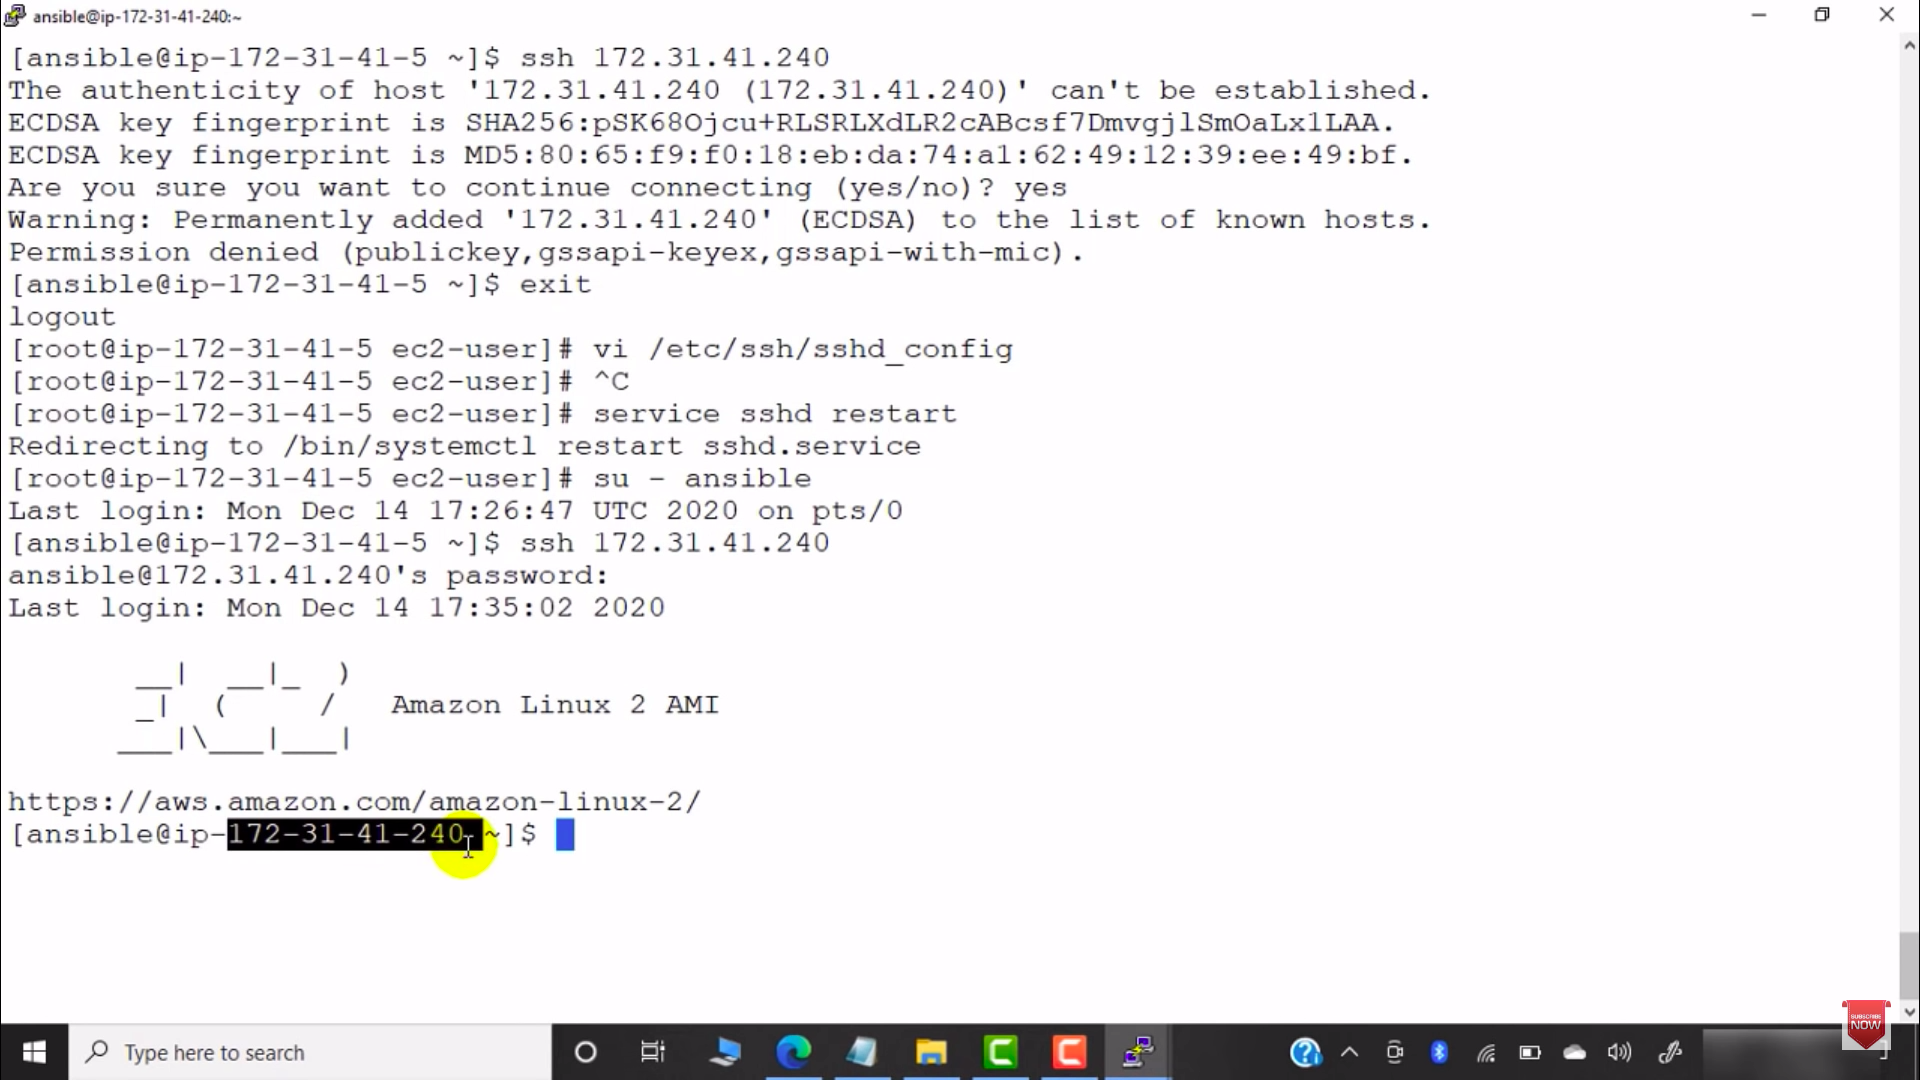 ansible@ip-172-31-41-240:~
[ansible@ip-172-31-41-5 ~]$ ssh 172.31.41.240
The authenticity of host '172.31.41.240 (172.31.41.240)' can't be established.
ECDSA key fingerprint is SHA256:pSK68Ojcu+RLSRLXdLR2cABcsf7DmvgjlSmOaLx1LAA.
ECDSA key fingerprint is MD5:80:65:f9:f0:18:eb:da:74:a1:62:49:12:39:ee:49:bf.
Are you sure you want to continue connecting (yes/no)? yes
Warning: Permanently added '172.31.41.240' (ECDSA) to the list of known hosts.
Permission denied (publickey,gssapi-keyex,gssapi-with-mic).
[ansible@ip-172-31-41-5 ~]$ exit
logout
[root@ip-172-31-41-5 ec2-user]# vi /etc/ssh/sshd_config
[root@ip-172-31-41-5 ec2-user]# ^C
[root@ip-172-31-41-5 ec2-user]# service sshd restart
Redirecting to /bin/systemctl restart sshd.service
[root@ip-172-31-41-5 ec2-user]# su - ansible
Last login: Mon Dec 14 17:26:47 UTC 2020 on pts/0
[ansible@ip-172-31-41-5 ~]$ ssh 172.31.41.240
ansible@172.31.41.240's password:
Last login: Mon Dec 14 17:35:02 2020
       __|  __|_  )
       _|  (     /   Amazon Linux 2 AMI
      ___|\___|___|
https://aws.amazon.com/amazon-linux-2/
[ansible@ip-172-31-41-240 ~]$
SUBSCRIBE
NOW
Type here to search